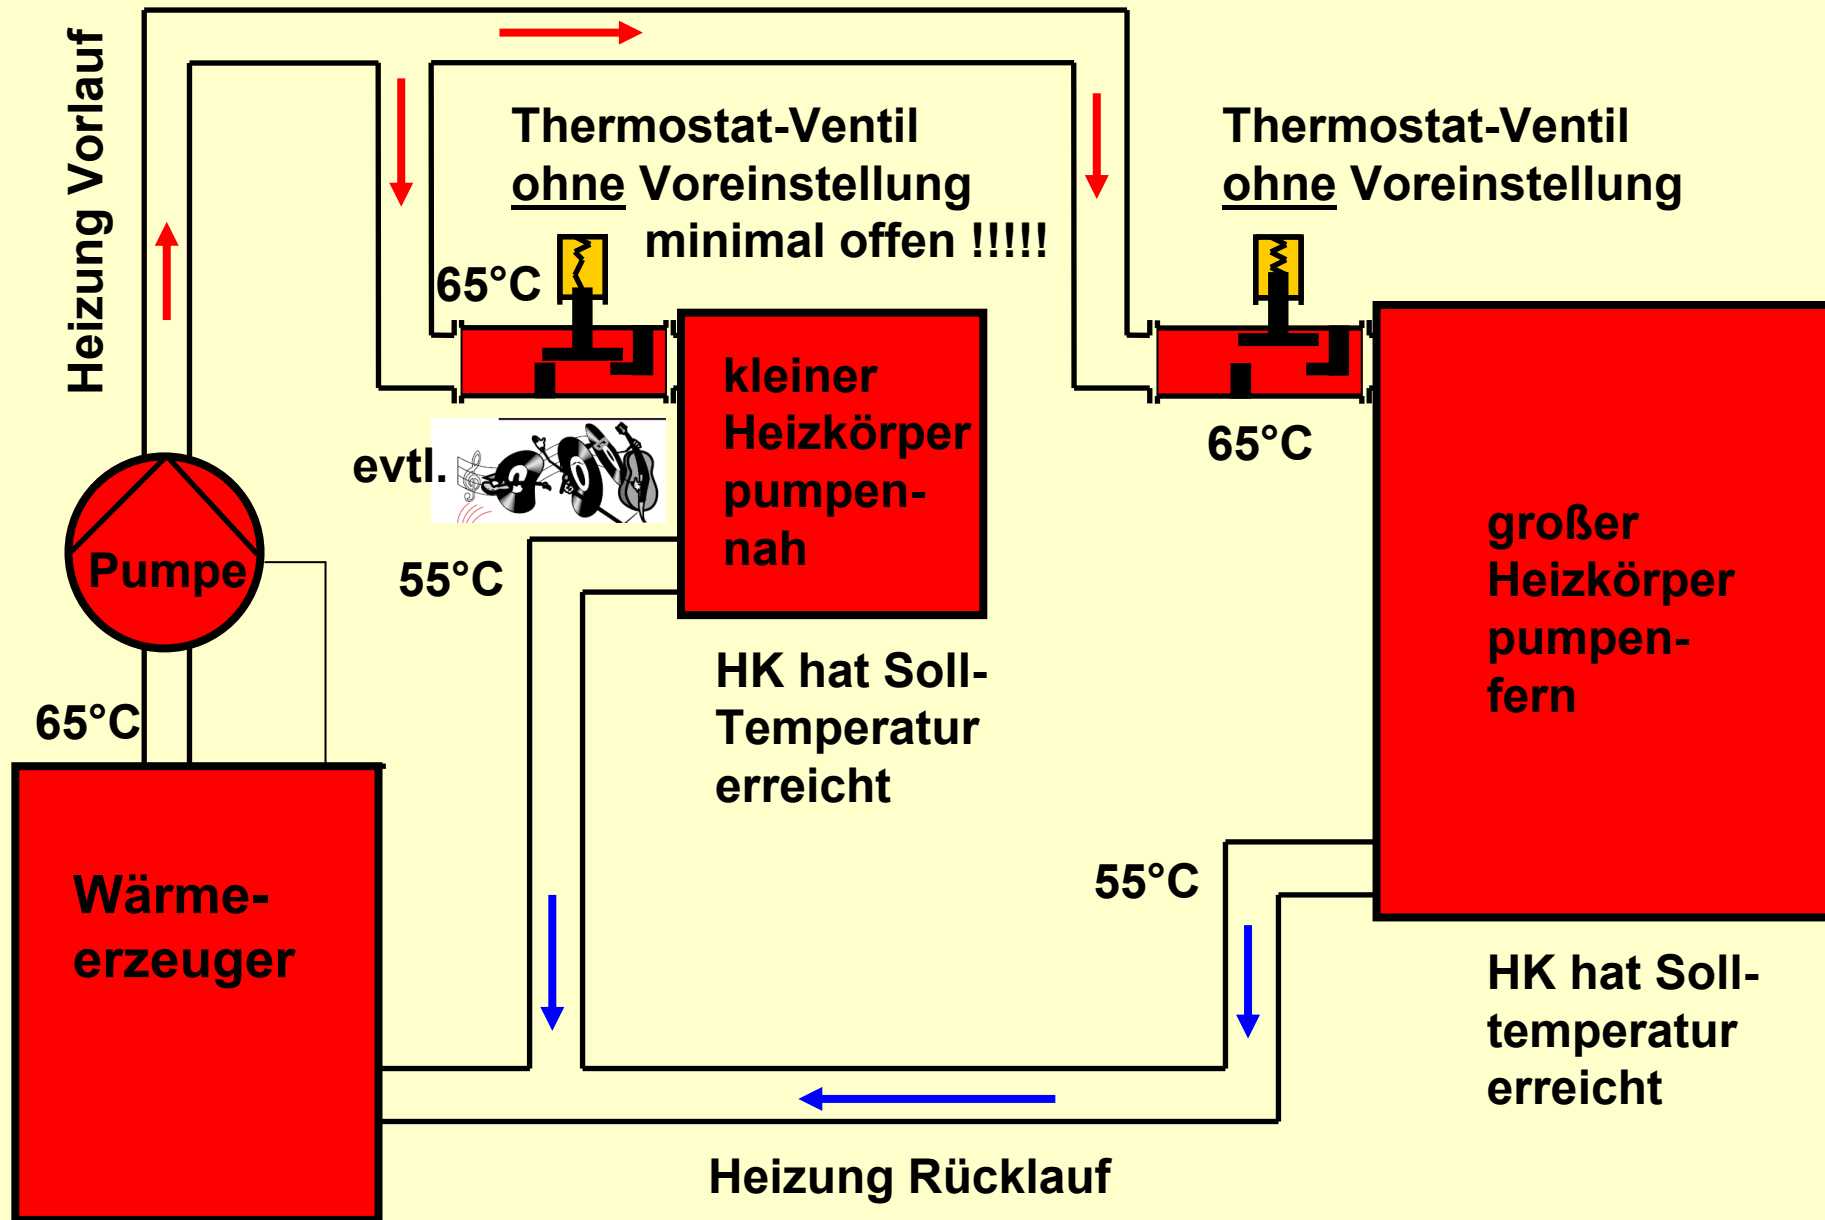 Heizung Vorlauf
Thermostat-Ventil
ohne Voreinstellung
minimal offen !!!!!
Thermostat-Ventil
ohne Voreinstellung
65°C
65°C
evtl.
kleiner
Heizkörper
pumpen-
nah
großer
Heizkörper
pumpen-
fern
Pumpe
55°C
HK hat Soll-
Temperatur
erreicht
65°C
55°C
Wärme-
erzeuger
HK hat Soll-
temperatur
erreicht
Heizung Rücklauf